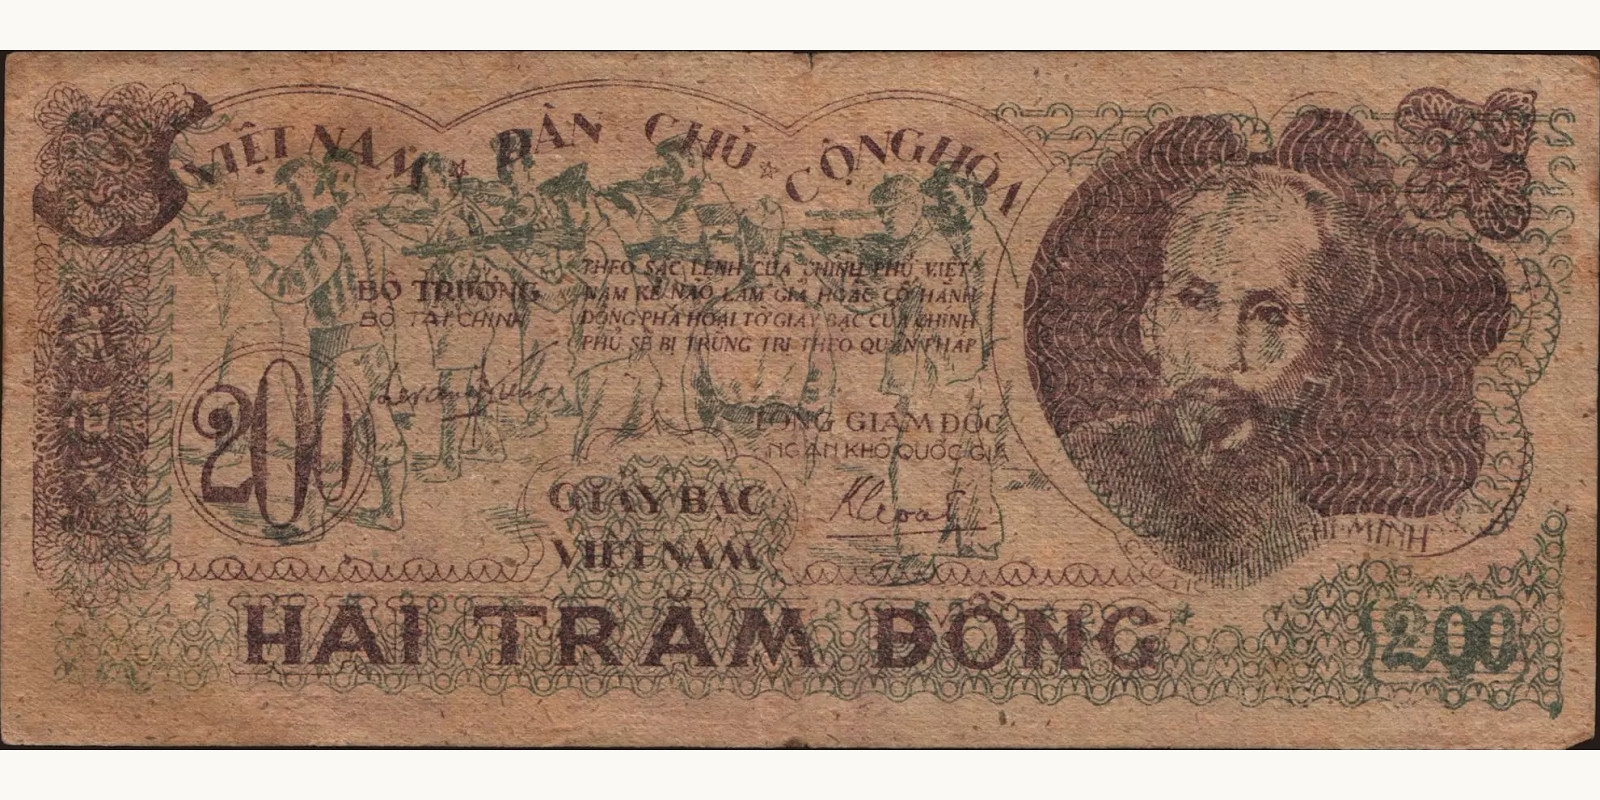 VIỆT NAM ☆ DÂN CHỦ ☆ CỘNG HÒA
BỘ TRƯỞNG
BỘ TÀI CHÍNH
THEO SẮC LỆNH CỦA CHÍNH PHỦ VIỆT
NAM KẺ NÀO LÀM GIẢ HOẶC CÓ HÀNH
ĐỘNG PHÁ HOẠI TỜ GIẤY BẠC CỦA CHÍNH
PHỦ SẼ BỊ TRỪNG TRỊ THEO QUÂN PHÁP
200
TỔNG GIÁM ĐỐC
NGÂN KHỐ QUỐC GIA
GIẤY BẠC
VIỆT NAM
CHỦ TỊCH
CHÍ-MINH
HAI TRĂM ĐỒNG
200